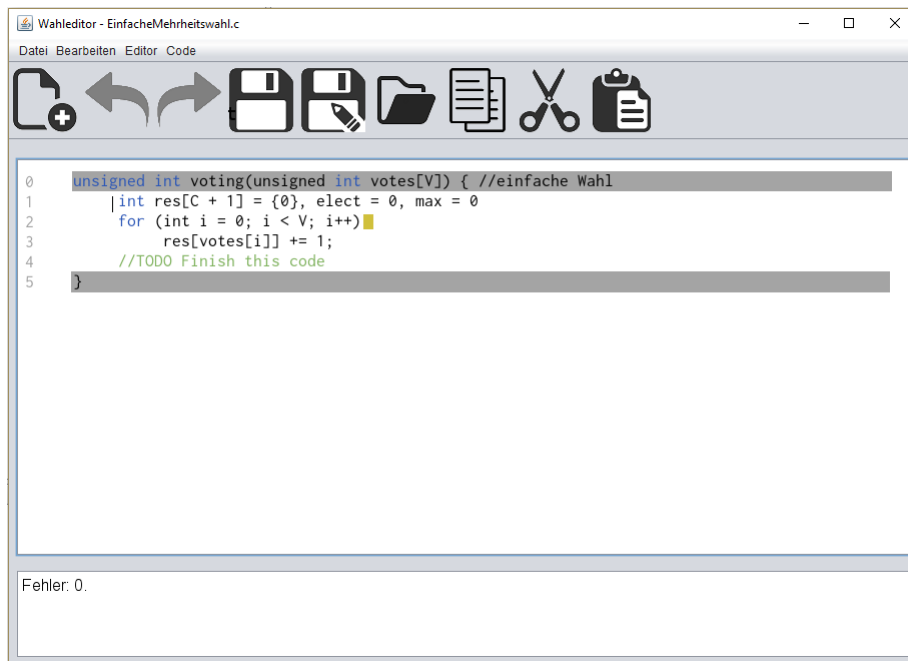 Wahleditor - EinfacheMehrheitswahl.c
Datei Bearbeiten Editor Code
0 unsigned int voting(unsigned int votes[V]) { //einfache Wahl
1 int res[C + 1] = {0}, elect = 0, max = 0
2 for (int i = 0; i < V; i++)
3 res[votes[i]] += 1;
4 //TODO Finish this code
5 }
Fehler: 0.